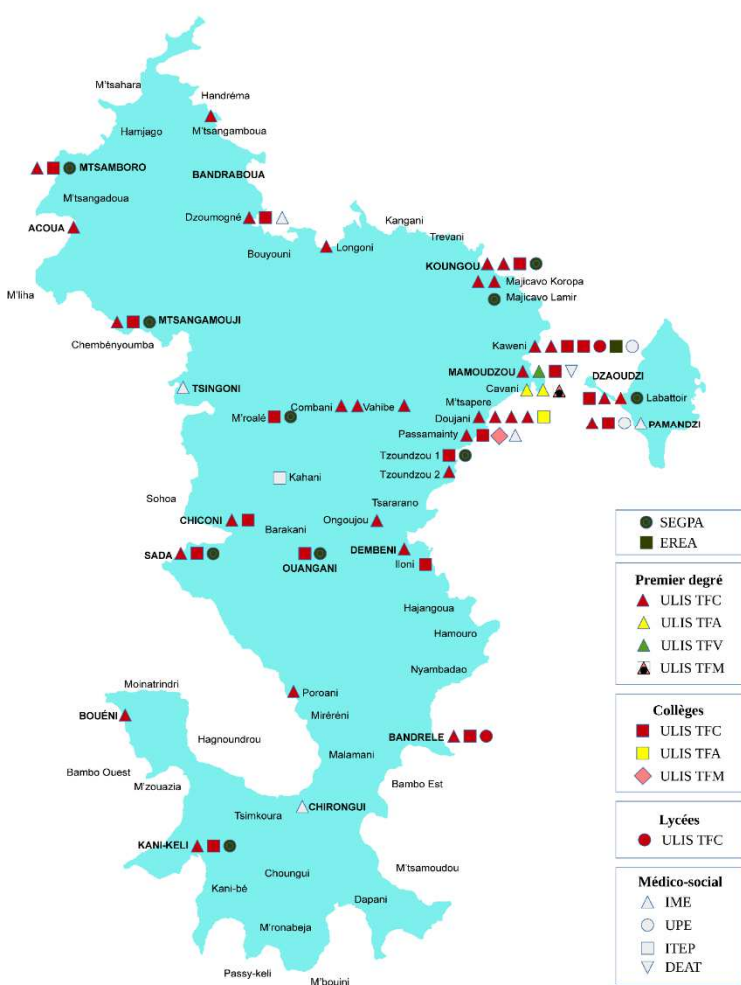 M'tsahara
Handréma
Hamjago
M'tsangamboua
MTSAMBORO
BANDRABOUA
M'tsangadoua
Dzoumogné
Kangani
ACOUA
Trevani
Bouyouni
Longoni
KOUNGOU
Majicavo Koropa
M'liha
Majicavo Lamir
MTSANGAMOUJI
Chembényoumba
Kaweni
MAMOUDZOU
DZAOUDZI
TSINGONI
Cavani
Labattoir
M'tsapere
Combani
Vahibe
M'roalé
Doujani
PAMANDZI
Passamainty
Tzoundzou 1
Kahani
Tzoundzou 2
Sohoa
Tsararano
CHICONI
Ongoujou
Barakani
SADA
DEMBENI
OUANGANI
Iloni
Hajangoua
Hamouro
Nyambadao
Moinatrindri
Poroani
BOUÉNI
Miréréni
Hagnoundrou
BANDRELE
Malamani
Bambo Ouest
M'zouazia
Bambo Est
CHIRONGUI
Tsimkoura
KANI-KELI
M'tsamoudou
Choungui
Kani-bé
Dapani
M'ronabeja
Passy-keli
M'bouini
SEGPA
EREA
Premier degré
ULIS TFC
ULIS TFA
ULIS TFV
ULIS TFM
Collèges
ULIS TFC
ULIS TFA
ULIS TFM
Lycées
ULIS TFC
Médico-social
IME
UPE
ITEP
DEAT